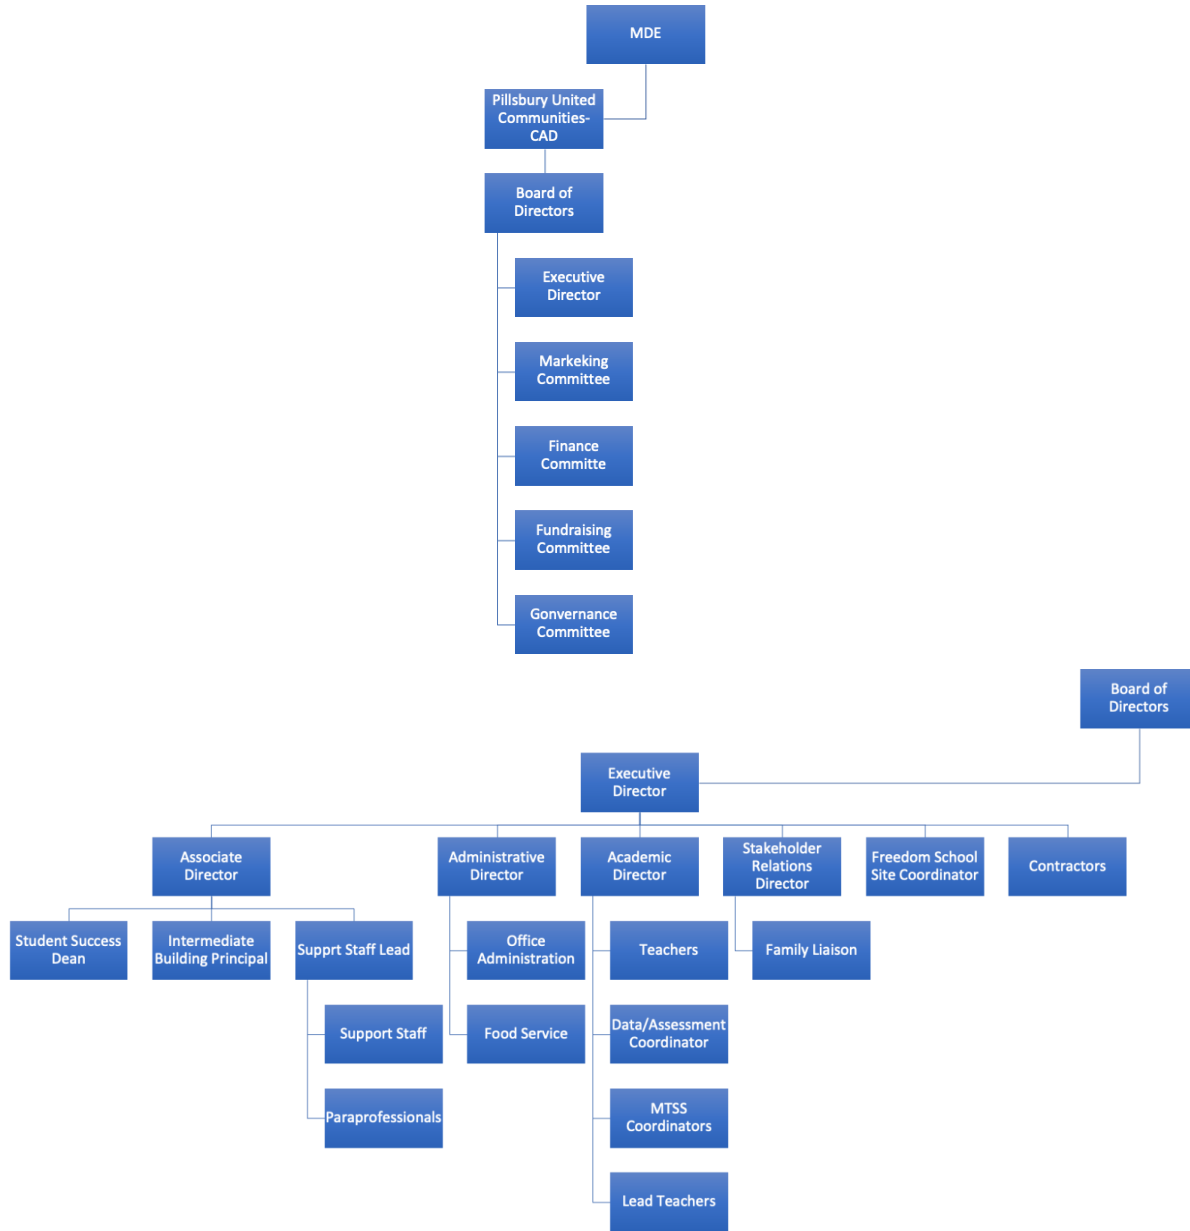 MDE
Pillsbury United
Communities-
CAD
Board of
Directors
Executive
Director
Markeking
Committee
Finance
Committe
Fundraising
Committee
Gonvernance
Committee
Board of
Directors
Executive
Director
Associate
Director
Administrative
Director
Academic
Director
Stakeholder
Relations
Director
Freedom School
Site Coordinator
Contractors
Student Success
Dean
Intermediate
Building Principal
Supprt Staff Lead
Office
Administration
Teachers
Family Liaison
Support Staff
Food Service
Data/Assessment
Coordinator
Paraprofessionals
MTSS
Coordinators
Lead Teachers